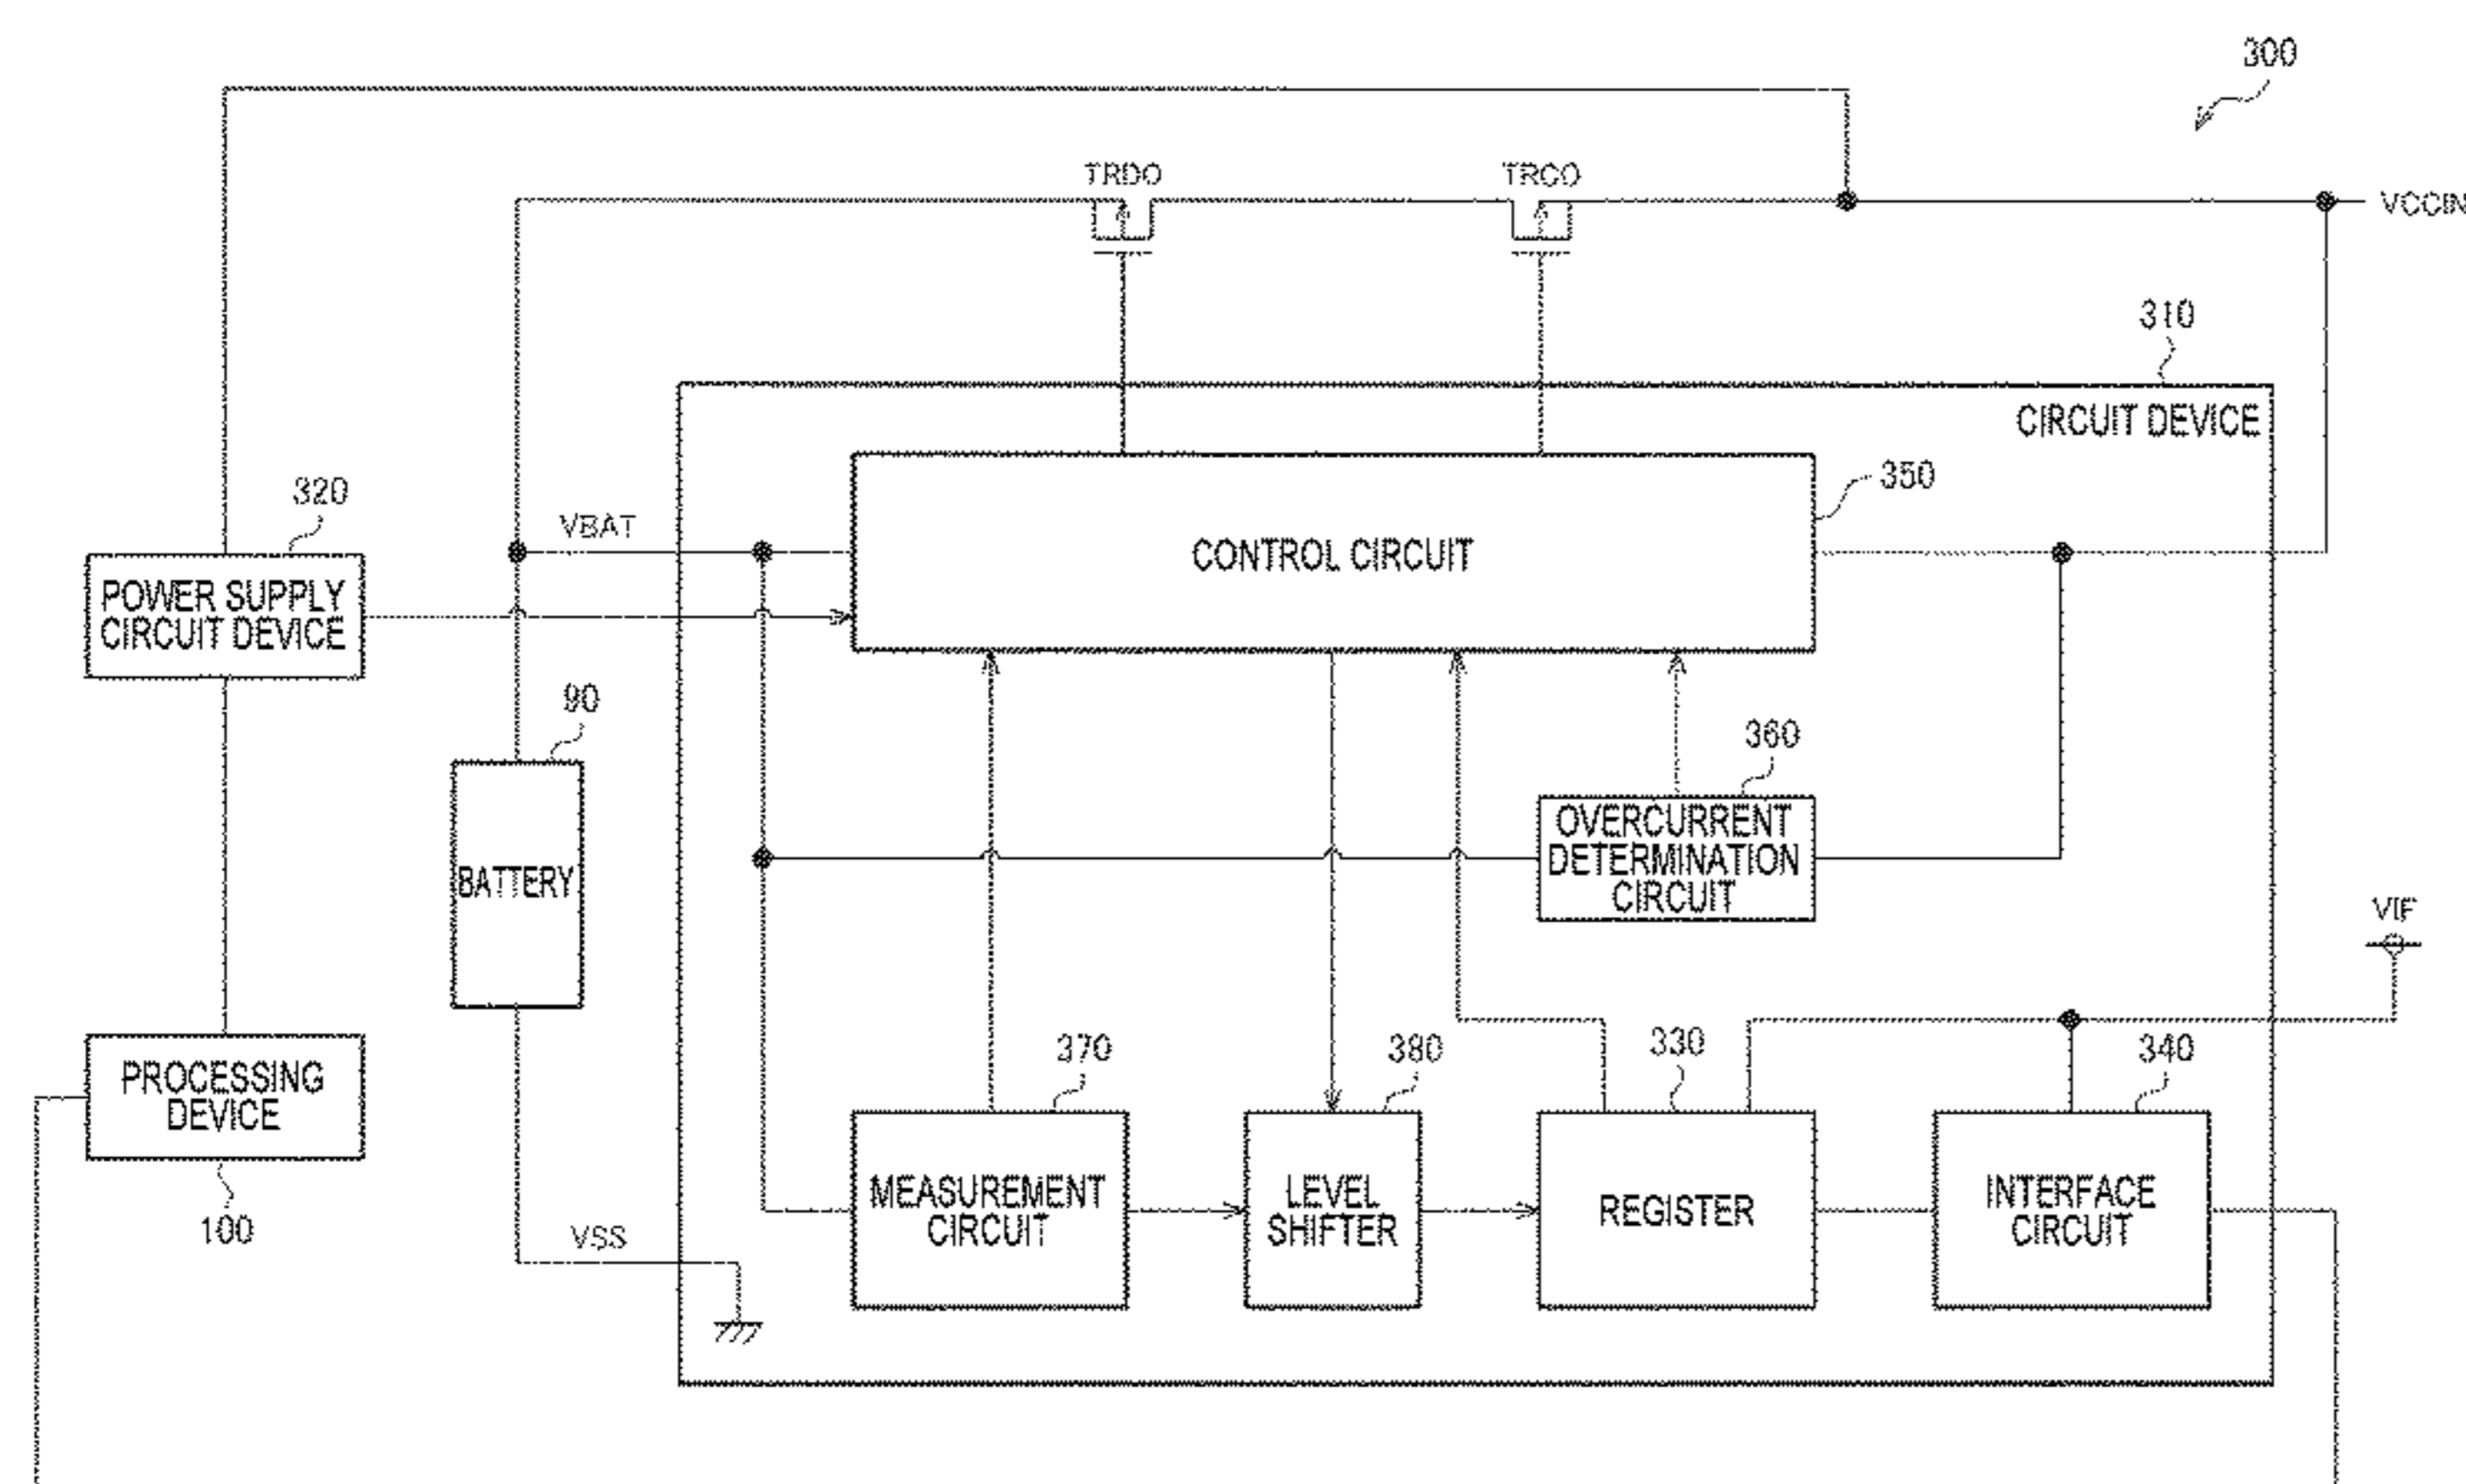 300
TRDO
TRCO
VCCIN
310
CIRCUIT DEVICE
320
350
VBAT
CONTROL CIRCUIT
POWER SUPPLY
CIRCUIT DEVICE
90
360
OVERCURRENT
DETERMINATION
CIRCUIT
BATTERY
VIF
370
380
330
340
PROCESSING
DEVICE
MEASUREMENT
CIRCUIT
LEVEL
SHIFTER
REGISTER
INTERFACE
CIRCUIT
100
VSS